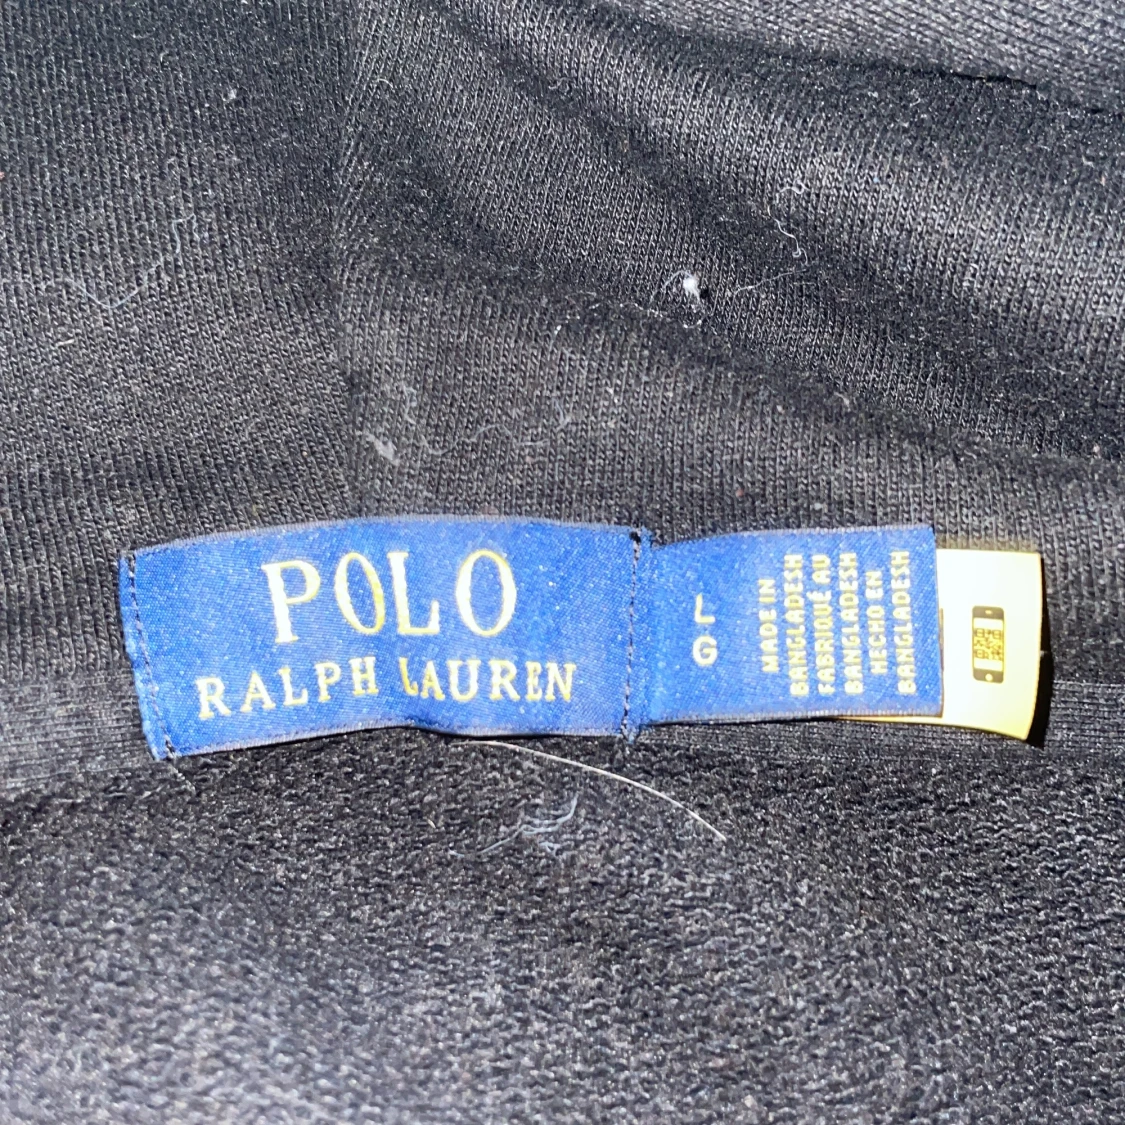 POLO
RALPH LAUREN
L
G
MADE IN
BANGLADESH
FABRIQUÉ AU
BANGLADESH
HECHO EN
BANGLADESH